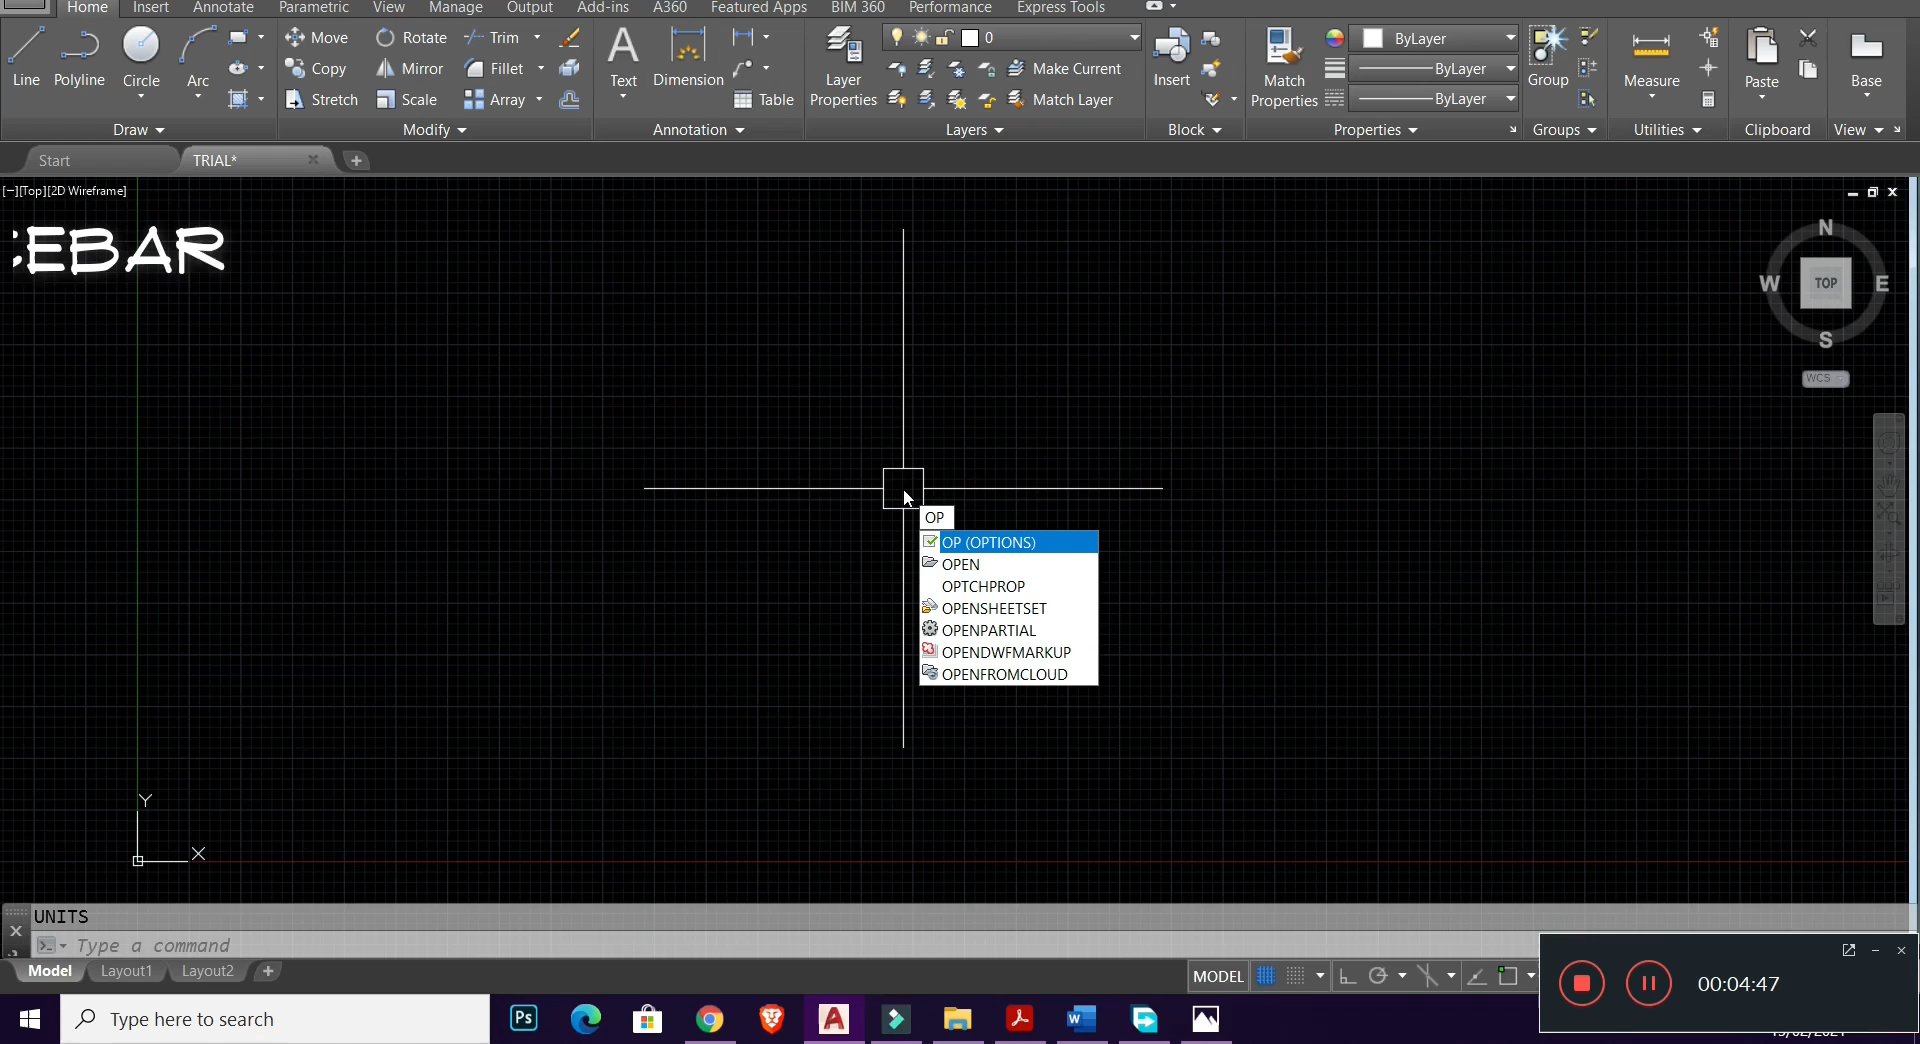 Home Insert Annotate Parametric View Manage Output Add-ins A360 Featured Apps BIM 360 Performance Express Tools
Line Polyline Circle Arc
Move Rotate Trim
Copy Mirror Fillet
Stretch Scale Array
Text Dimension
Table
Layer Properties
0
Make Current
Match Layer
Insert
Match Properties
ByLayer
ByLayer
ByLayer
Group
Measure
Paste
Base
Draw Modify Annotation Layers Block Properties Groups Utilities Clipboard View
Start TRIAL*
[−][Top][2D Wireframe]
EBAR
N
W TOP E
S
WCS
OP
OP (OPTIONS)
OPEN
OPTCHPROP
OPENSHEETSET
OPENPARTIAL
OPENDWFMARKUP
OPENFROMCLOUD
Y
X
UNITS
Type a command
Model Layout1 Layout2
MODEL
00:04:47
Type here to search
Ps